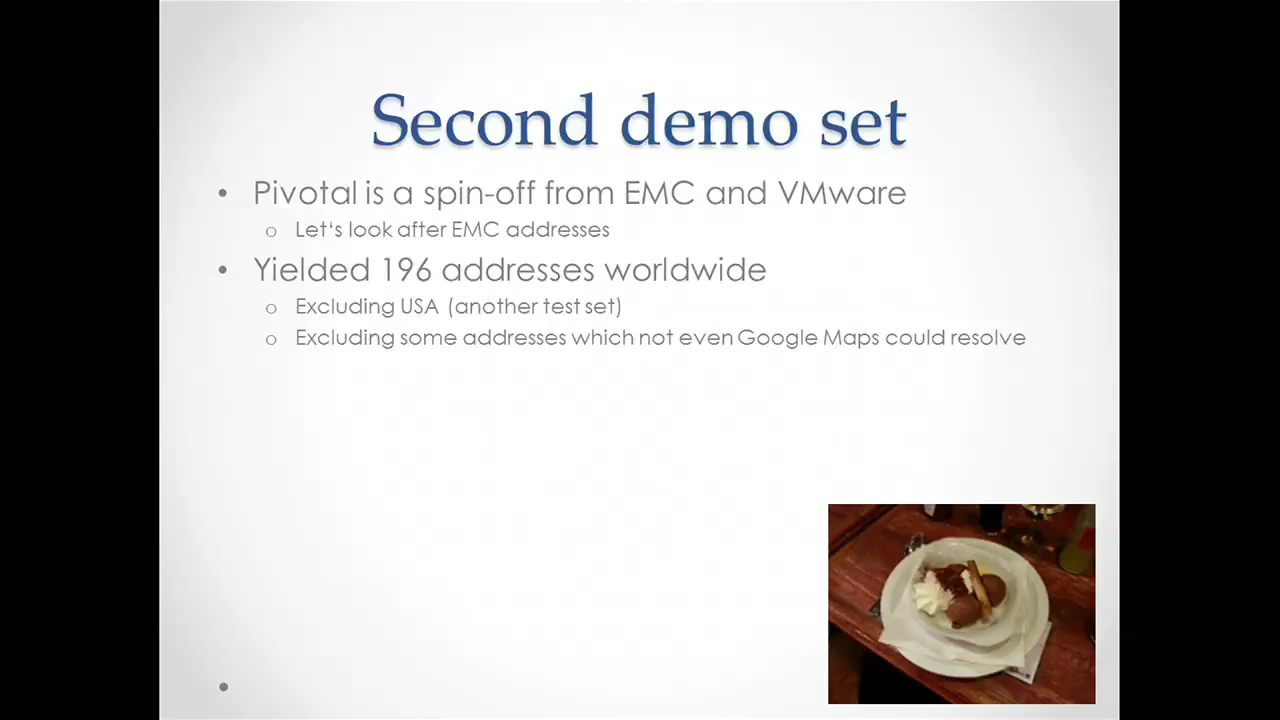 Second demo set
• Pivotal is a spin-off from EMC and VMware
o Let‘s look after EMC addresses
• Yielded 196 addresses worldwide
o Excluding USA (another test set)
o Excluding some addresses which not even Google Maps could resolve
•